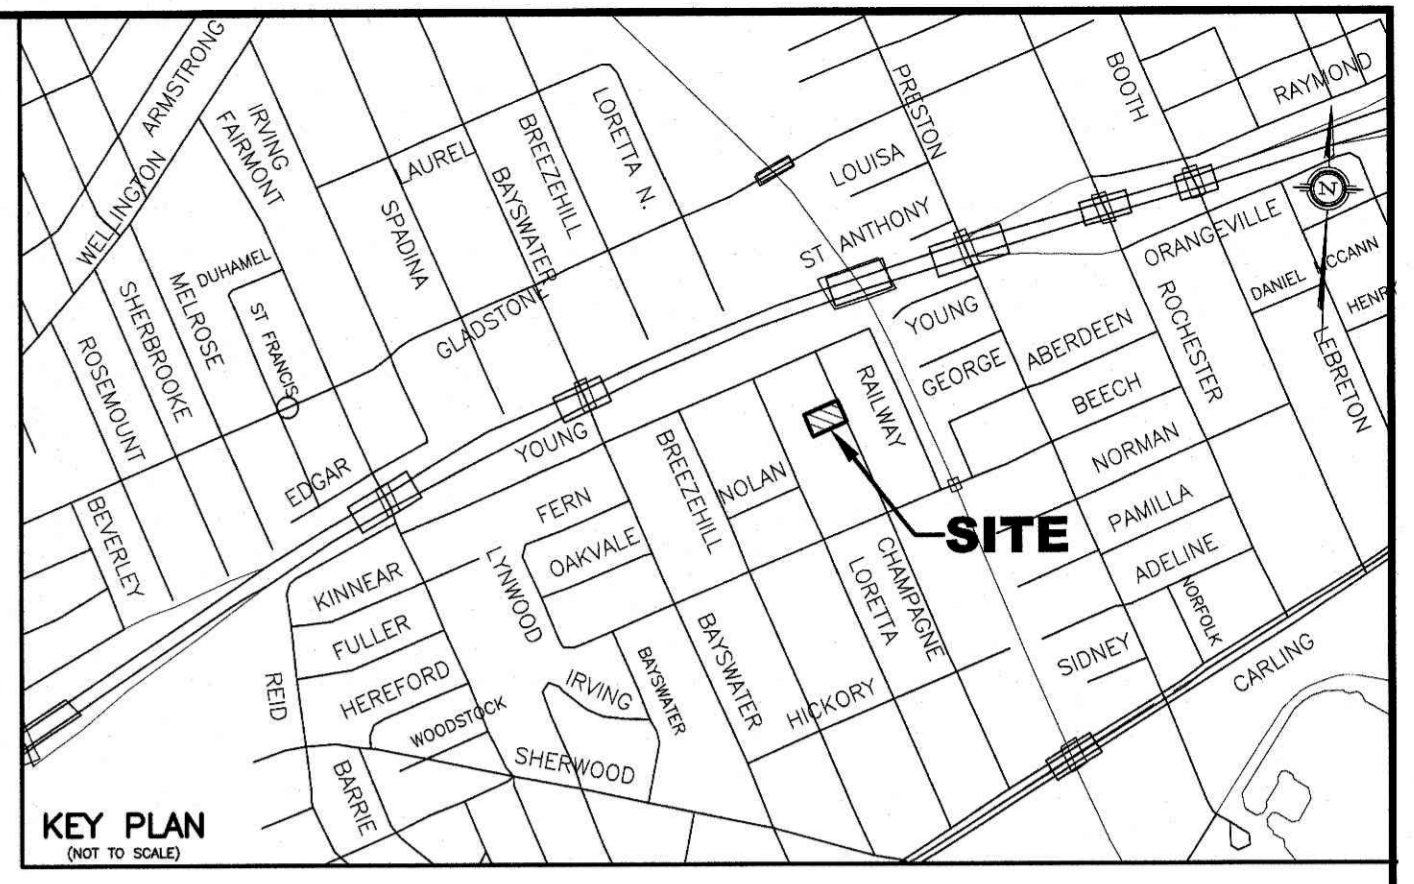 ARMSTRONG
WELLINGTON
IRVING
FAIRMONT
LAUREL
BREEZEHILL
BAYSWATER
LORETTA N.
PRESTON
BOOTH
RAYMOND
LOUISA
ST ANTHONY
N
ORANGEVILLE
DANIEL MCCANN
HENRY
LEBRETON
ROCHESTER
SPADINA
GLADSTONE
DUHAMEL
ST FRANCIS
MELROSE
SHERBROOKE
ROSEMOUNT
BEVERLEY
EDGAR
YOUNG
YOUNG
GEORGE
ABERDEEN
BEECH
NORMAN
PAMILLA
ADELINE
NORFOLK
SIDNEY
CARLING
RAILWAY
SITE
NOLAN
BREEZEHILL
FERN
OAKVALE
LYNWOOD
KINNEAR
FULLER
HEREFORD
WOODSTOCK
REID
BARRIE
IRVING
SHERWOOD
BAYSWATER
BAYSWATER
HICKORY
LORETTA
CHAMPAGNE
KEY PLAN
(NOT TO SCALE)